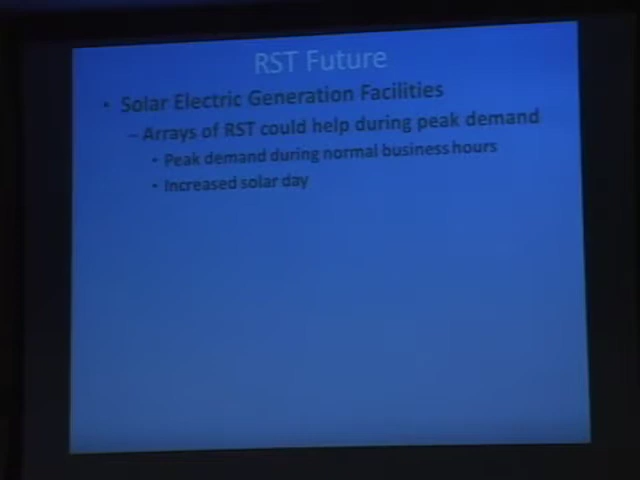 RST Future
• Solar Electric Generation Facilities
– Arrays of RST could help during peak demand
• Peak demand during normal business hours
• Increased solar day